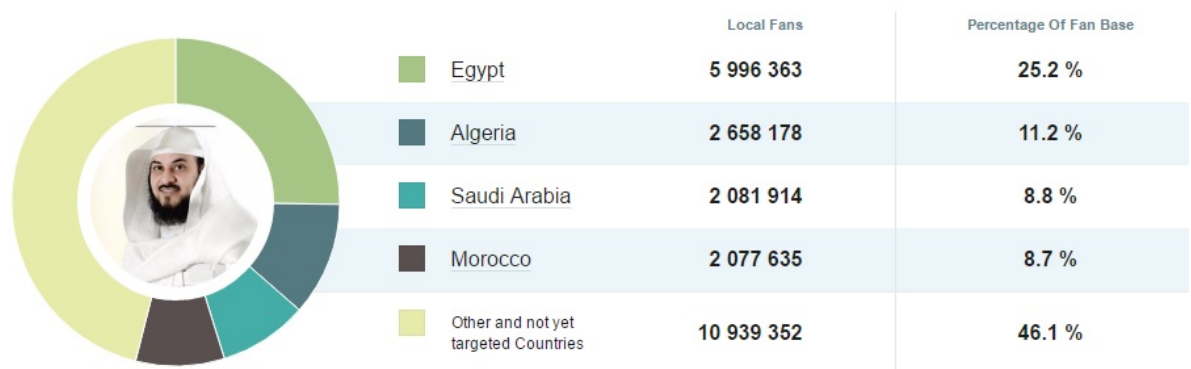 Local Fans Percentage Of Fan Base
Egypt 5 996 363 25.2 %
Algeria 2 658 178 11.2 %
Saudi Arabia 2 081 914 8.8 %
Morocco 2 077 635 8.7 %
Other and not yet
targeted Countries 10 939 352 46.1 %